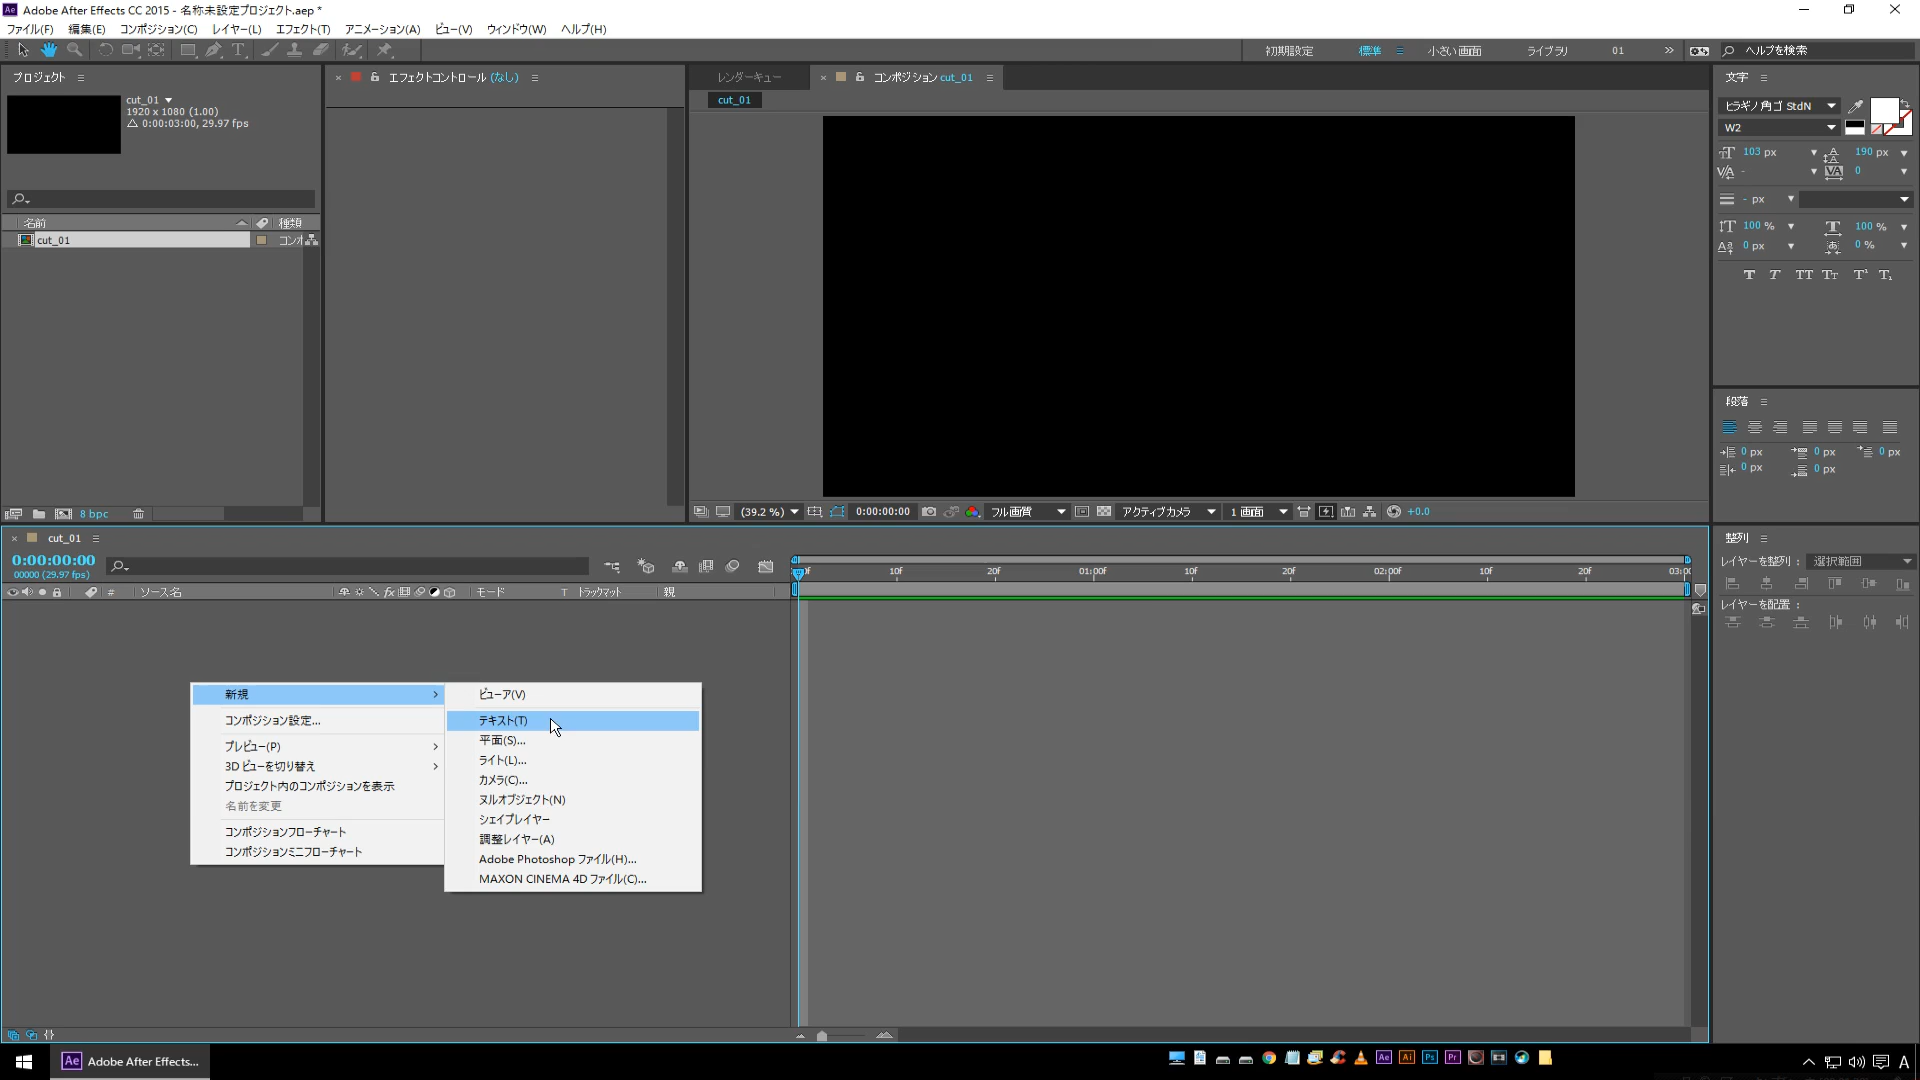 Adobe After Effects CC 2015 - 名称未設定プロジェクト.aep *
ファイル(F) 編集(E) コンポジション(C) レイヤー(L) エフェクト(T) アニメーション(A) ビュー(V) ウィンドウ(W) ヘルプ(H)
初期設定 標準 小さい画面 ライブラリ 01 ヘルプを検索
プロジェクト
cut_01
1920 x 1080 (1.00)
△ 0:00:03:00, 29.97 fps
名前 種類
cut_01 コンポ
8 bpc
エフェクトコントロール (なし)
レンダーキュー
コンポジション cut_01
cut_01
(39.2 %) 0:00:00:00 フル画質 アクティブカメラ 1 画面 +0.0
文字
ヒラギノ角ゴ StdN
W2
103 px 190 px
- 0
- px
100 % 100 %
0 px 0 %
T T TT Tт T¹ T₁
段落
0 px 0 px 0 px
0 px 0 px
整列
レイヤーを整列 : 選択範囲
レイヤーを配置 :
cut_01
0:00:00:00
00000 (29.97 fps)
# ソース名 モード T トラックマット 親
10f 20f 01:00f 10f 20f 02:00f 10f 20f 03:00
新規
コンポジション設定...
プレビュー(P)
3D ビューを切り替え
プロジェクト内のコンポジションを表示
名前を変更
コンポジションフローチャート
コンポジションミニフローチャート
ビューア(V)
テキスト(T)
平面(S)...
ライト(L)...
カメラ(C)...
ヌルオブジェクト(N)
シェイプレイヤー
調整レイヤー(A)
Adobe Photoshop ファイル(H)...
MAXON CINEMA 4D ファイル(C)...
Ae Adobe After Effects...
Ae Ai Ps Pr
A